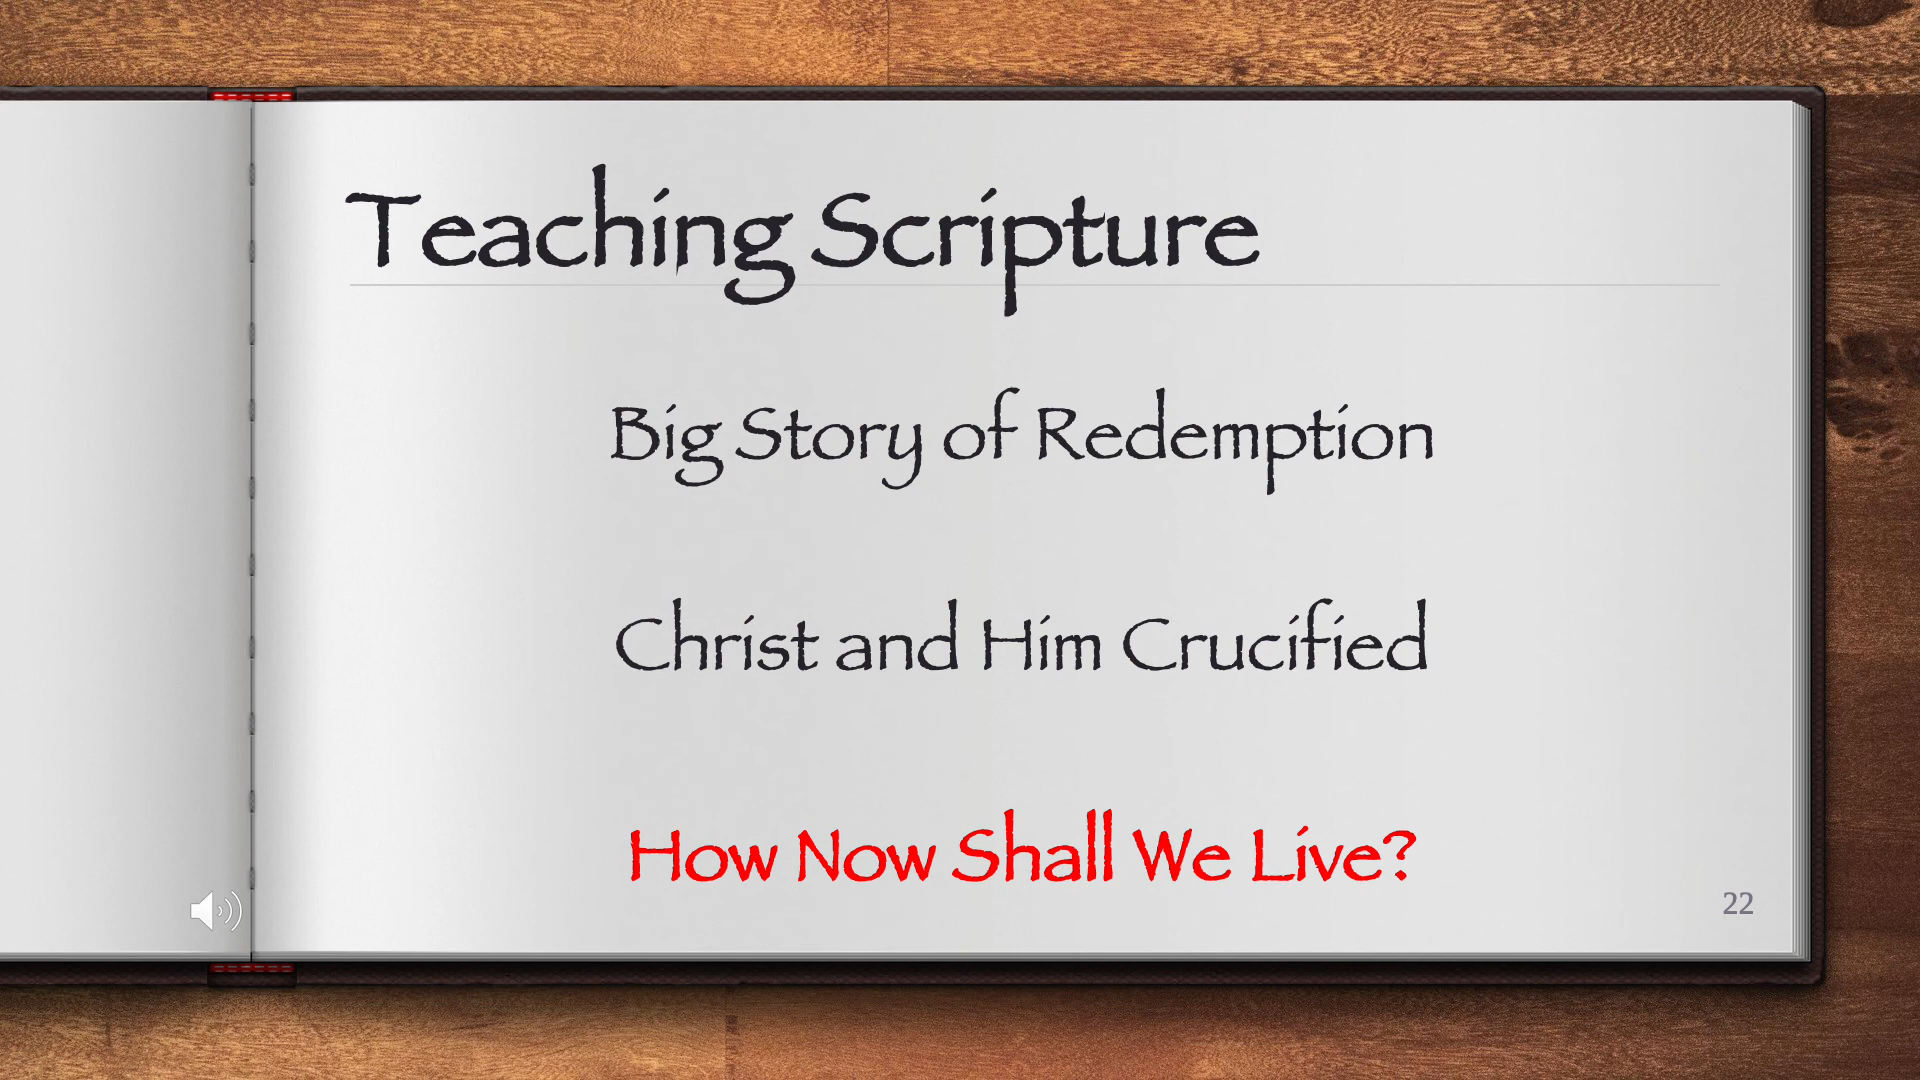 Teaching Scripture
Big Story of Redemption
Christ and Him Crucified
How Now Shall We Live?
22